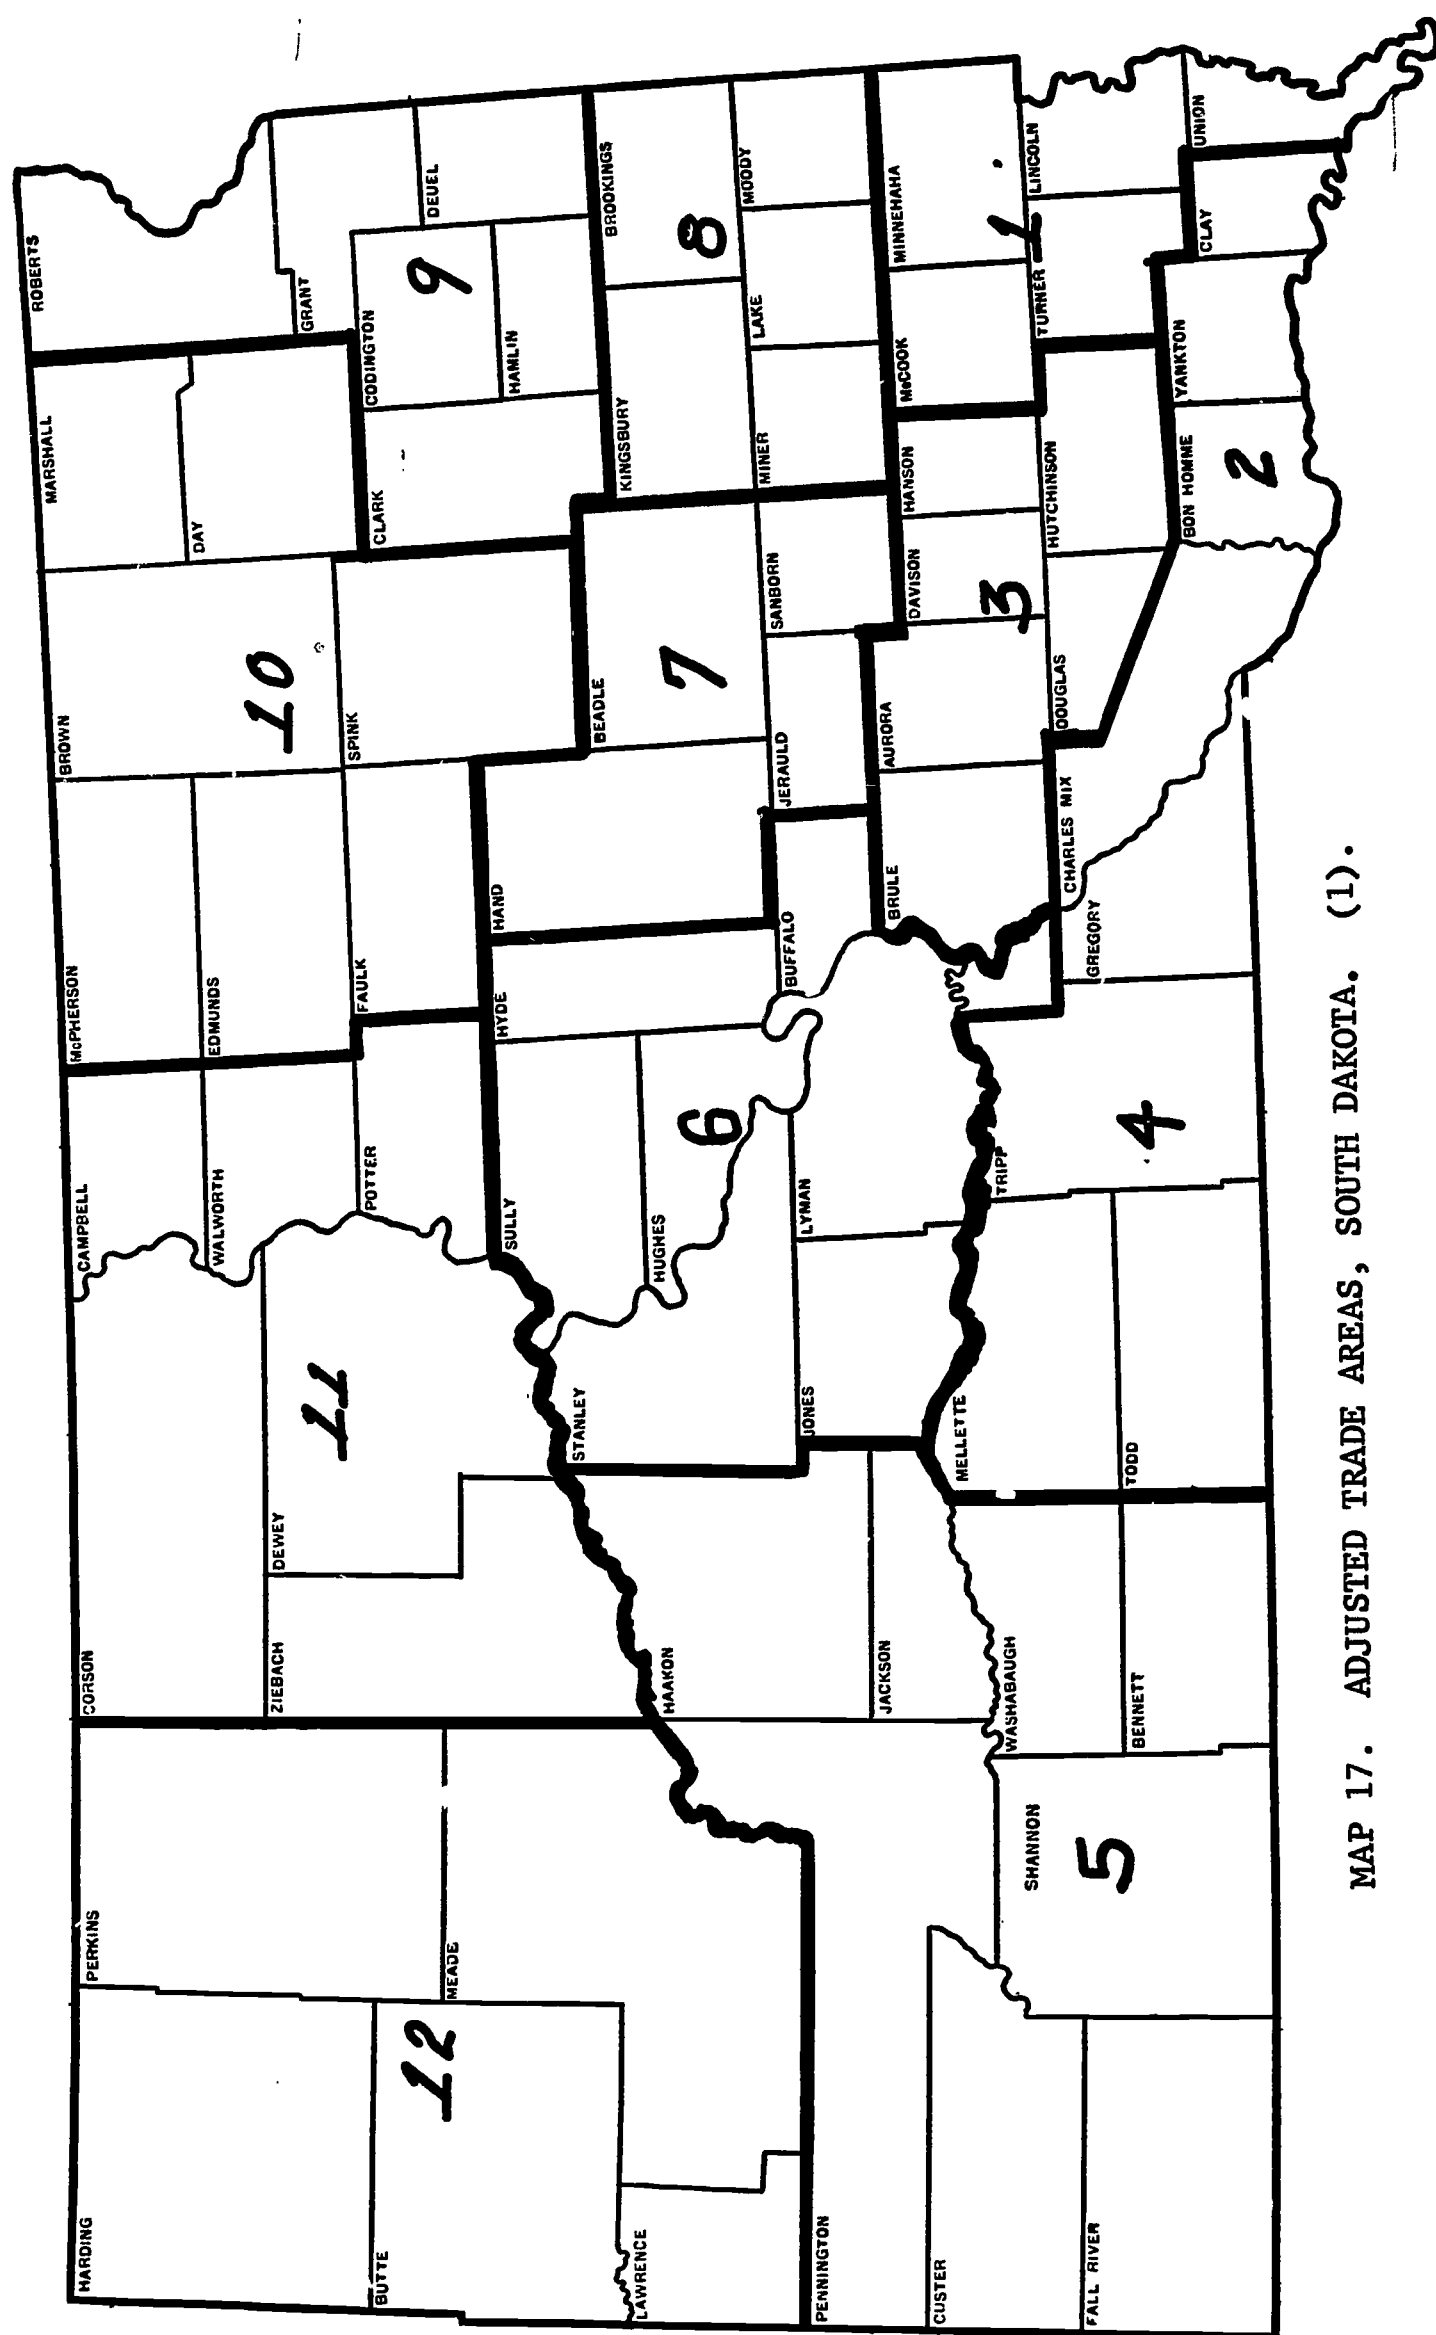 HARDING
PERKINS
CORSON
CAMPBELL
McPHERSON
BROWN
MARSHALL
ROBERTS
WALWORTH
EDMUNDS
DAY
GRANT
BUTTE
MEADE
ZIEBACH
DEWEY
POTTER
FAULK
SPINK
CLARK
CODINGTON
DEUEL
HAMLIN
12
11
10
9
SULLY
HYDE
HAND
BEADLE
KINGSBURY
BROOKINGS
LAWRENCE
HAAKON
STANLEY
HUGHES
6
7
8
MINER
LAKE
MOODY
PENNINGTON
JACKSON
JONES
LYMAN
BUFFALO
JERAULD
SANBORN
BRULE
AURORA
DAVISON
HANSON
McCOOK
MINNEHAHA
CUSTER
SHANNON
WASHABAUGH
MELLETTE
TRIPP
3
1
HUTCHINSON
TURNER
LINCOLN
FALL RIVER
5
BENNETT
TODD
4
GREGORY
CHARLES MIX
DOUGLAS
BON HOMME
YANKTON
CLAY
UNION
2
MAP 17. ADJUSTED TRADE AREAS, SOUTH DAKOTA. (1).